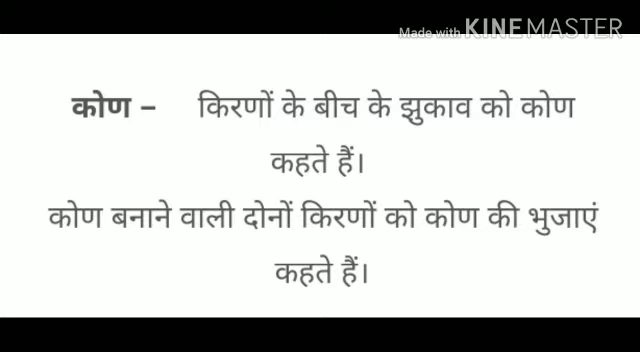 Made with KINEMASTER
कोण – किरणों के बीच के झुकाव को कोण
कहते हैं।
कोण बनाने वाली दोनों किरणों को कोण की भुजाएं
कहते हैं।